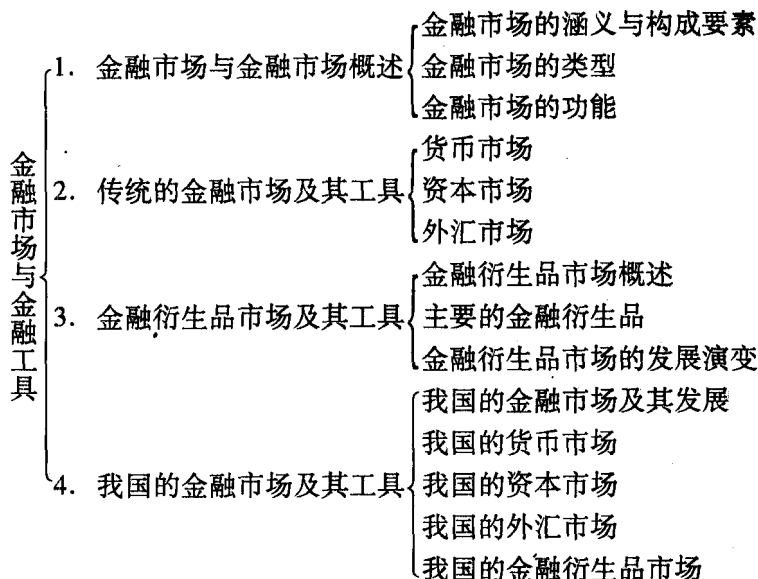 金融市场与金融工具
1. 金融市场与金融市场概述
金融市场的涵义与构成要素
金融市场的类型
金融市场的功能
2. 传统的金融市场及其工具
货币市场
资本市场
外汇市场
3. 金融衍生品市场及其工具
金融衍生品市场概述
主要的金融衍生品
金融衍生品市场的发展演变
4. 我国的金融市场及其工具
我国的金融市场及其发展
我国的货币市场
我国的资本市场
我国的外汇市场
我国的金融衍生品市场